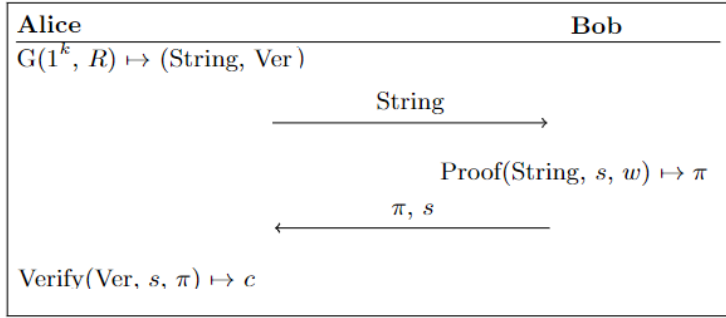 Alice Bob
G(1^k, R) ↦ (String, Ver)
String
Proof(String, s, w) ↦ π
π, s
Verify(Ver, s, π) ↦ c